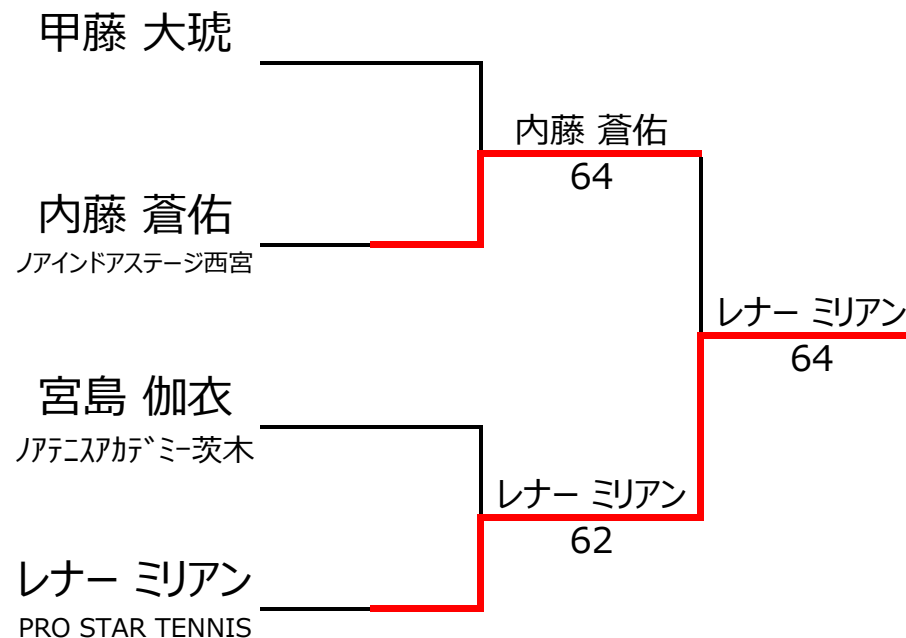 甲藤 大琥
内藤 蒼佑
64
内藤 蒼佑
ノアインドアステージ西宮
レナー ミリアン
64
宮島 伽衣
ﾉｱﾃﾆｽｱｶﾃﾞﾐｰ茨木
レナー ミリアン
62
レナー ミリアン
PRO STAR TENNIS